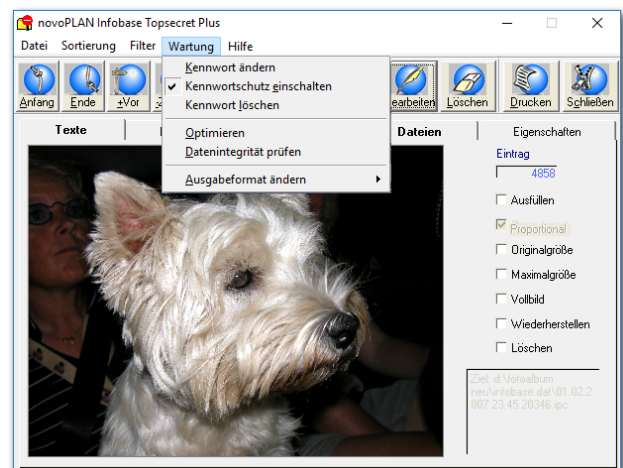 novoPLAN Infobase Topsecret Plus
Datei Sortierung Filter Wartung Hilfe
Kennwort ändern
Kennwortschutz einschalten
Kennwort löschen
Optimieren
Datenintegrität prüfen
Ausgabeformat ändern
Anfang Ende +Vor earbeiten Löschen Drucken Schließen
Texte Dateien Eigenschaften
Eintrag
4858
Ausfüllen
Proportional
Originalgröße
Maximalgröße
Vollbild
Wiederherstellen
Löschen
Ziel: d:\fotoalbum
neu\infobase.dat\01.02.2
007 23.45.20346.ipc